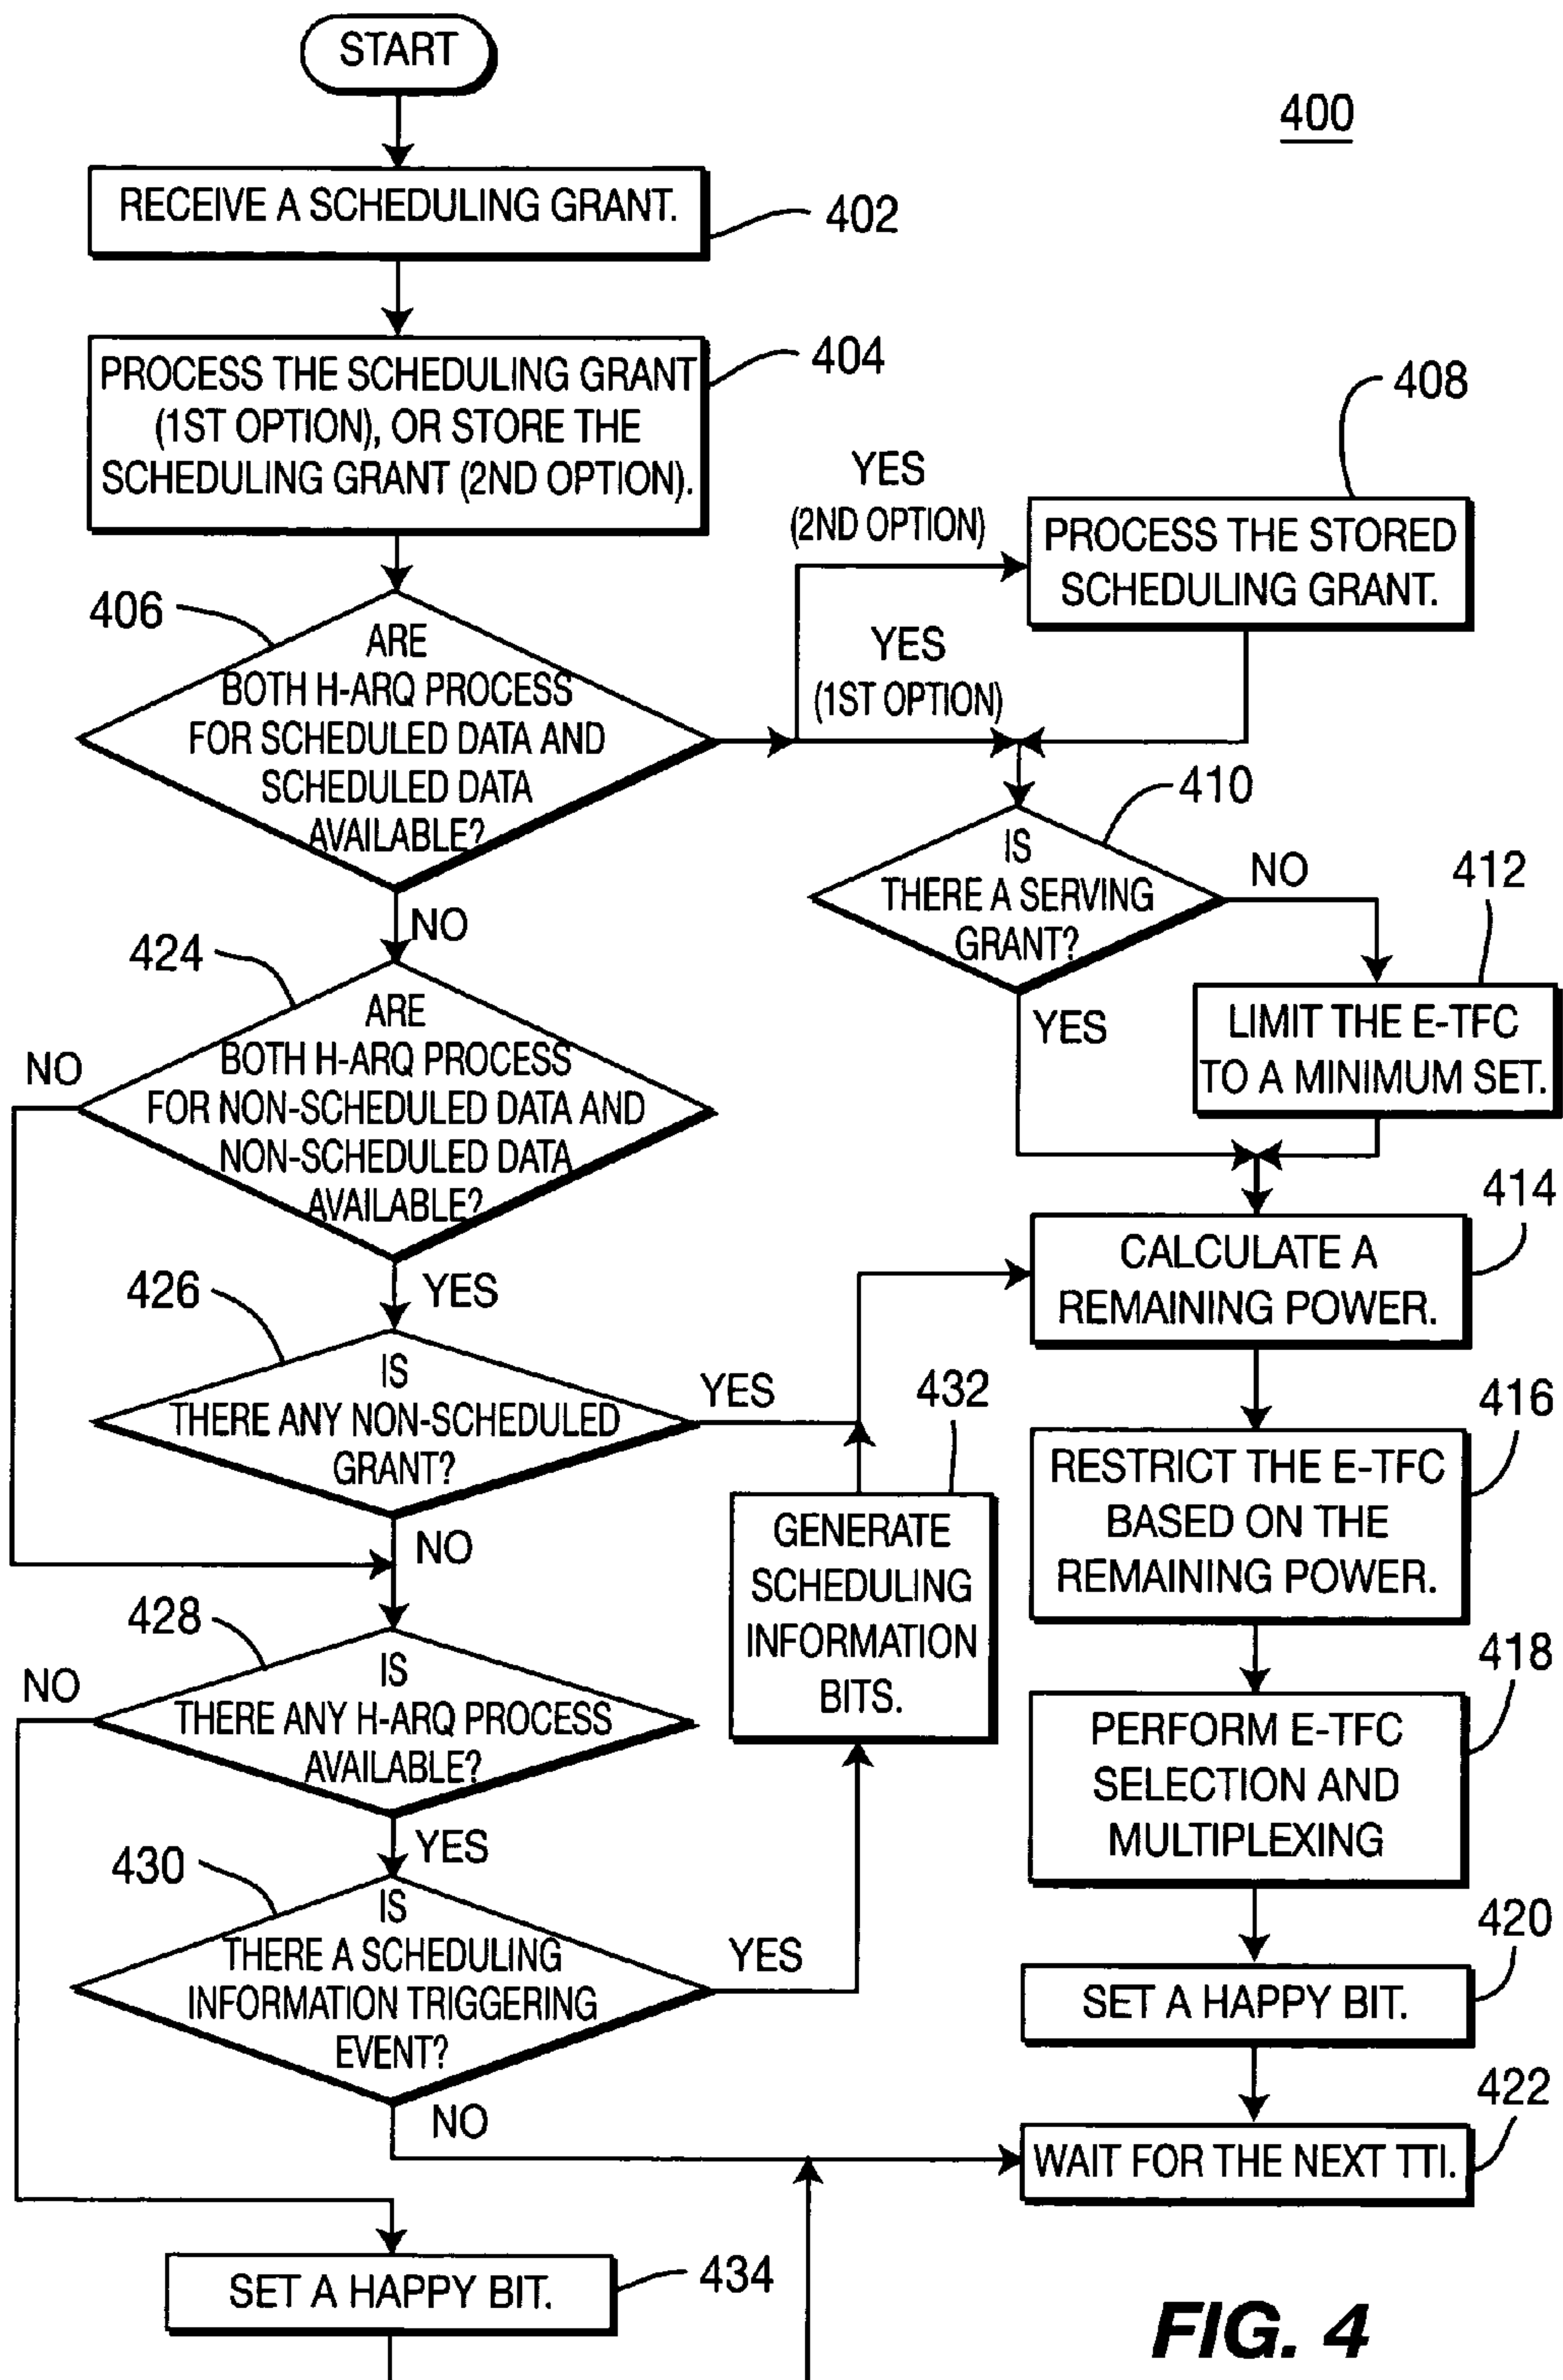 START
400
RECEIVE A SCHEDULING GRANT.
402
PROCESS THE SCHEDULING GRANT
(1ST OPTION), OR STORE THE
SCHEDULING GRANT (2ND OPTION).
404
408
YES
(2ND OPTION)
PROCESS THE STORED
SCHEDULING GRANT.
406
ARE
BOTH H-ARQ PROCESS
FOR SCHEDULED DATA AND
SCHEDULED DATA
AVAILABLE?
YES
(1ST OPTION)
410
IS
THERE A SERVING
GRANT?
NO
412
YES
LIMIT THE E-TFC
TO A MINIMUM SET.
NO
424
ARE
BOTH H-ARQ PROCESS
FOR NON-SCHEDULED DATA AND
NON-SCHEDULED DATA
AVAILABLE?
NO
YES
414
CALCULATE A
REMAINING POWER.
426
IS
THERE ANY NON-SCHEDULED
GRANT?
YES
432
416
RESTRICT THE E-TFC
BASED ON THE
REMAINING POWER.
NO
GENERATE
SCHEDULING
INFORMATION
BITS.
428
IS
THERE ANY H-ARQ PROCESS
AVAILABLE?
NO
418
PERFORM E-TFC
SELECTION AND
MULTIPLEXING
YES
430
IS
THERE A SCHEDULING
INFORMATION TRIGGERING
EVENT?
YES
420
SET A HAPPY BIT.
NO
422
WAIT FOR THE NEXT TTI.
SET A HAPPY BIT.
434
FIG. 4